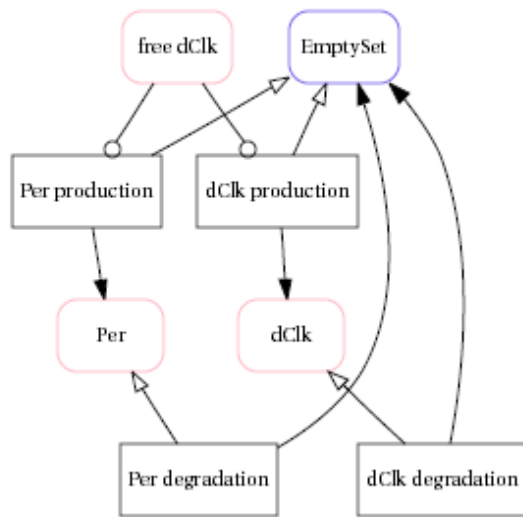 free dClk
EmptySet
Per production
dClk production
Per
dClk
Per degradation
dClk degradation